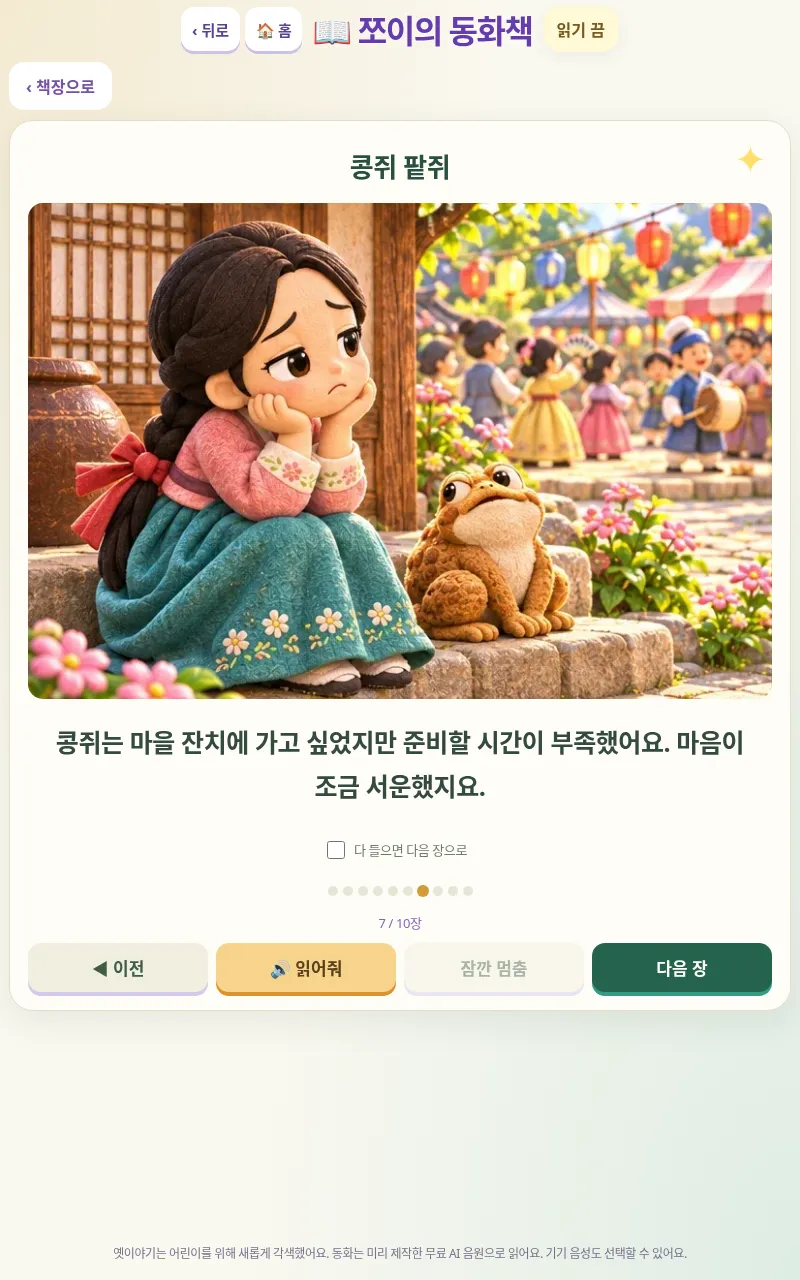 ‹ 뒤로
🏠 홈
📖 쪼이의 동화책
읽기 끔
‹ 책장으로
콩쥐 팥쥐
콩쥐는 마을 잔치에 가고 싶었지만 준비할 시간이 부족했어요. 마음이
조금 서운했지요.
다 들으면 다음 장으로
7 / 10장
◀ 이전
🔊 읽어줘
잠깐 멈춤
다음 장
옛이야기는 어린이를 위해 새롭게 각색했어요. 동화는 미리 제작한 무료 AI 음원으로 읽어요. 기기 음성도 선택할 수 있어요.